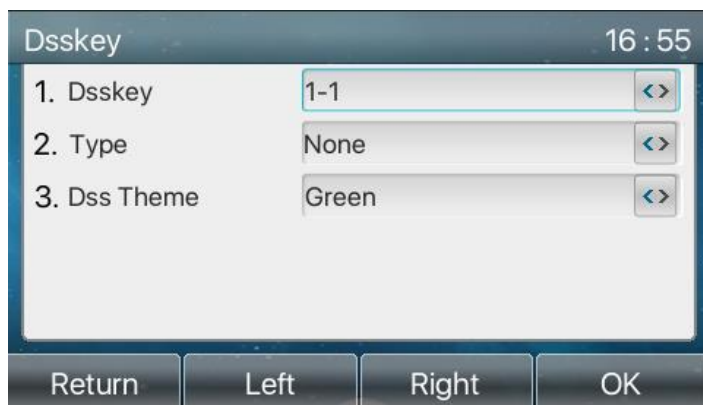 Dsskey 16 : 55
1. Dsskey 1-1 <>
2. Type None <>
3. Dss Theme Green <>
Return Left Right OK